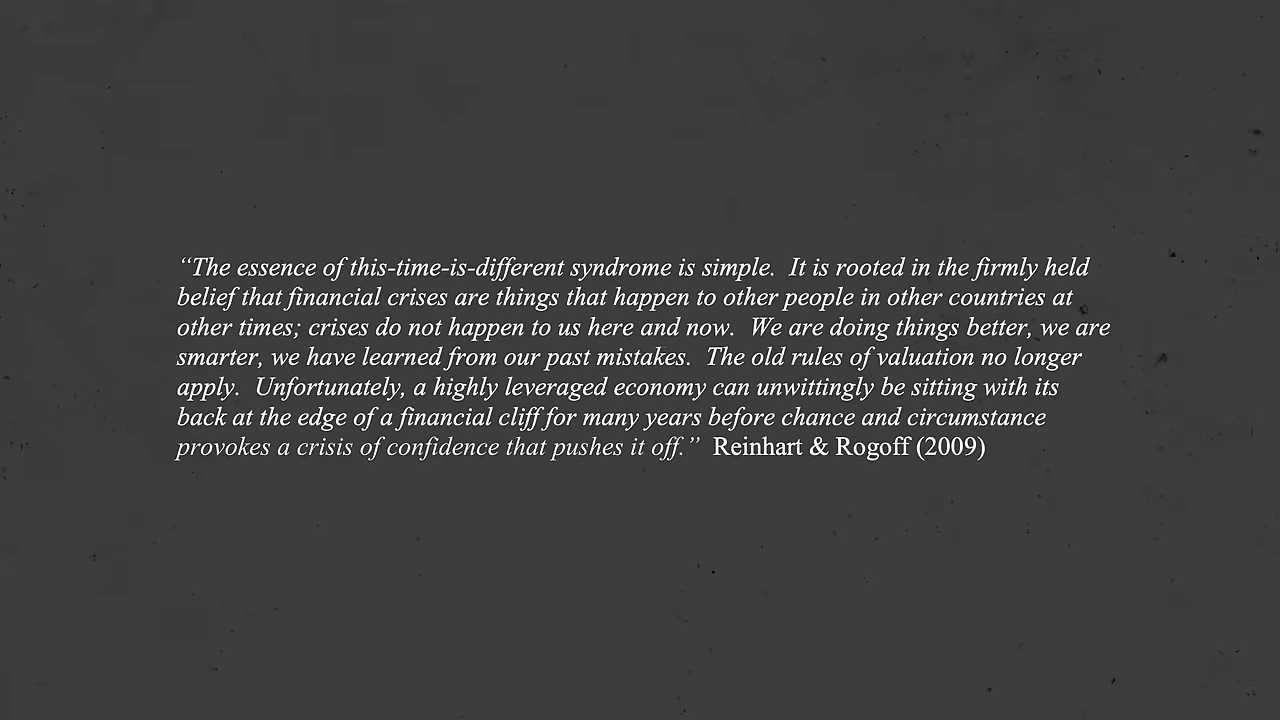 “The essence of this-time-is-different syndrome is simple.  It is rooted in the firmly held
belief that financial crises are things that happen to other people in other countries at
other times; crises do not happen to us here and now.  We are doing things better, we are
smarter, we have learned from our past mistakes.  The old rules of valuation no longer
apply.  Unfortunately, a highly leveraged economy can unwittingly be sitting with its
back at the edge of a financial cliff for many years before chance and circumstance
provokes a crisis of confidence that pushes it off.”  Reinhart & Rogoff (2009)